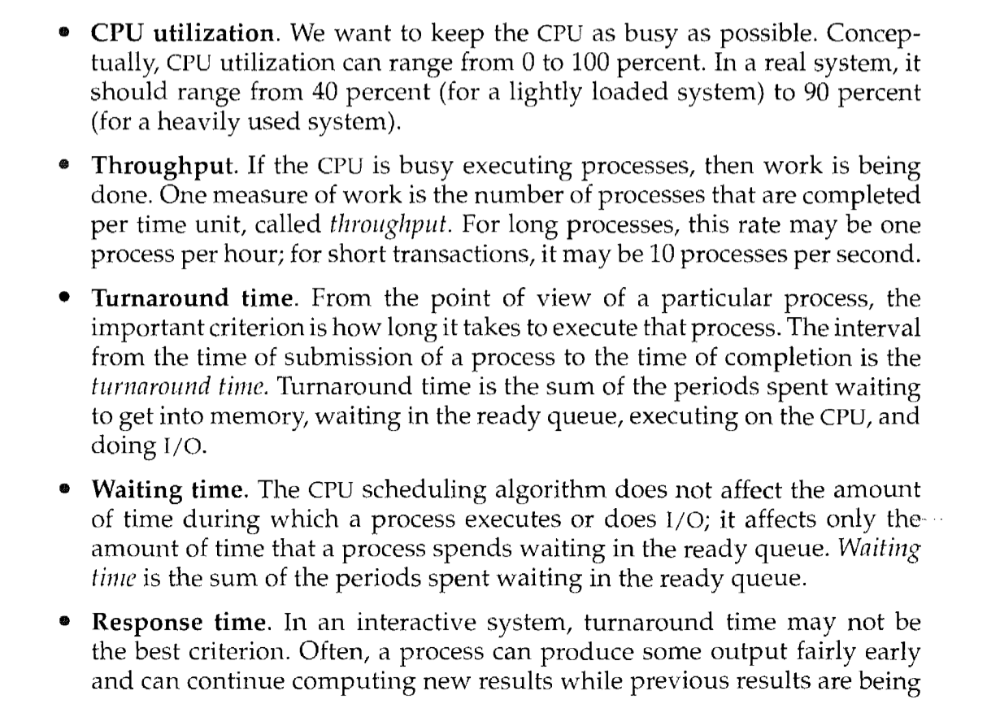 • CPU utilization. We want to keep the CPU as busy as possible. Concep-
tually, CPU utilization can range from 0 to 100 percent. In a real system, it
should range from 40 percent (for a lightly loaded system) to 90 percent
(for a heavily used system).
• Throughput. If the CPU is busy executing processes, then work is being
done. One measure of work is the number of processes that are completed
per time unit, called throughput. For long processes, this rate may be one
process per hour; for short transactions, it may be 10 processes per second.
• Turnaround time. From the point of view of a particular process, the
important criterion is how long it takes to execute that process. The interval
from the time of submission of a process to the time of completion is the
turnaround time. Turnaround time is the sum of the periods spent waiting
to get into memory, waiting in the ready queue, executing on the CPU, and
doing I/O.
• Waiting time. The CPU scheduling algorithm does not affect the amount
of time during which a process executes or does I/O; it affects only the
amount of time that a process spends waiting in the ready queue. Waiting
time is the sum of the periods spent waiting in the ready queue.
• Response time. In an interactive system, turnaround time may not be
the best criterion. Often, a process can produce some output fairly early
and can continue computing new results while previous results are being